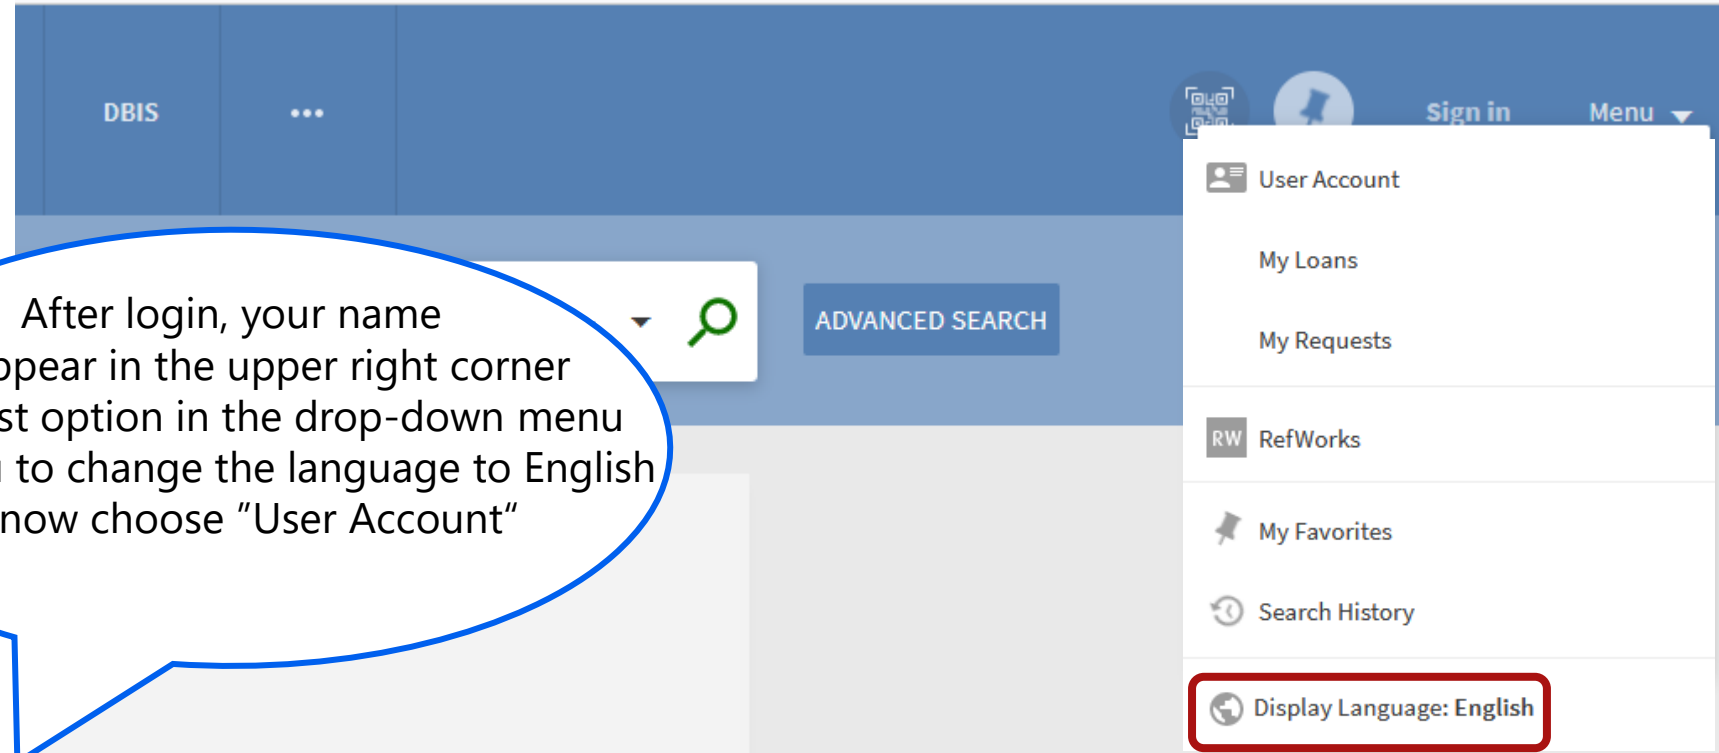 DBIS
•••
Sign in
Menu
User Account
My Loans
My Requests
RW RefWorks
My Favorites
Search History
Display Language: English
ADVANCED SEARCH
After login, your name
in the upper right corner
option in the drop-down menu
to change the language to English
now choose ″User Account“